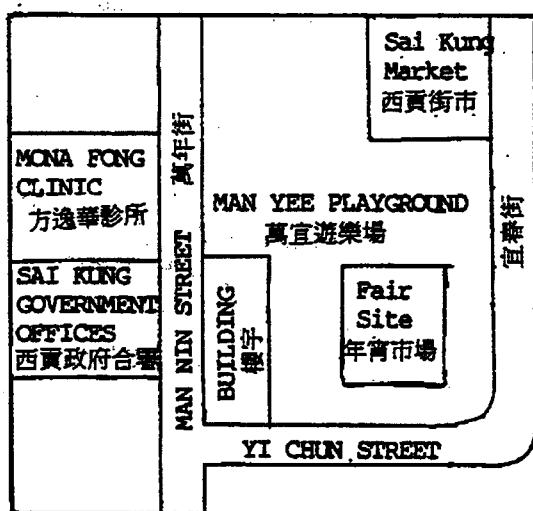 Sai Kung
Market
西貢街市
萬年街
MAN NIN STREET
MONA FONG
CLINIC
方逸華診所
MAN YEE PLAYGROUND
萬宜遊樂場
宜春街
SAI KUNG
GOVERNMENT
OFFICES
西貢政府合署
BUILDING
樓宇
Fair
Site
年宵市場
YI CHUN STREET